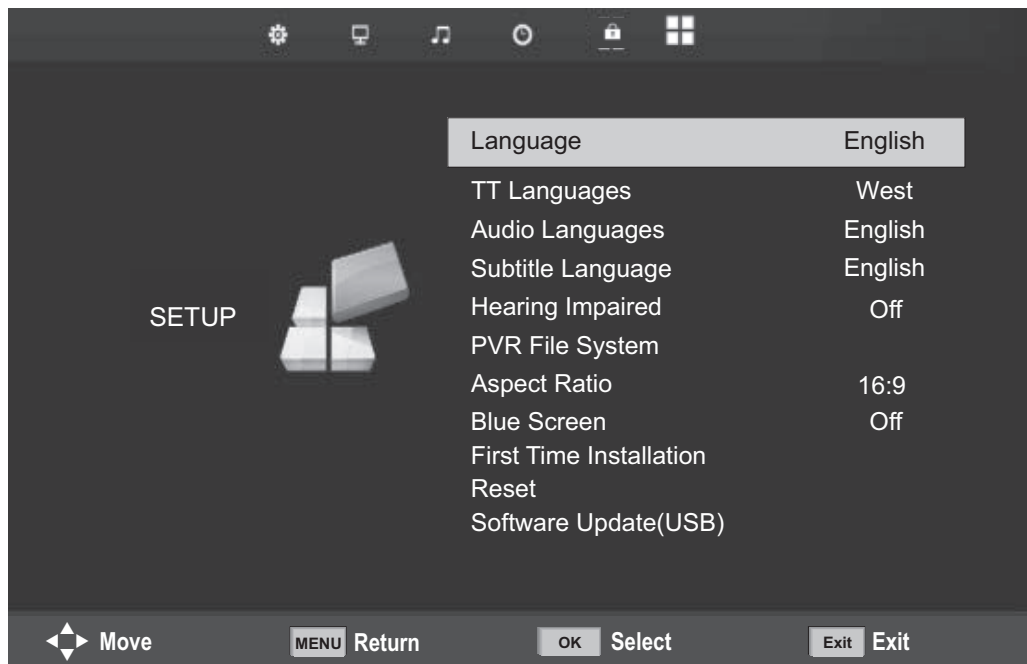 Language English
TT Languages West
Audio Languages English
Subtitle Language English
SETUP
Hearing Impaired Off
PVR File System
Aspect Ratio 16:9
Blue Screen Off
First Time Installation
Reset
Software Update(USB)
Move MENU Return OK Select Exit Exit